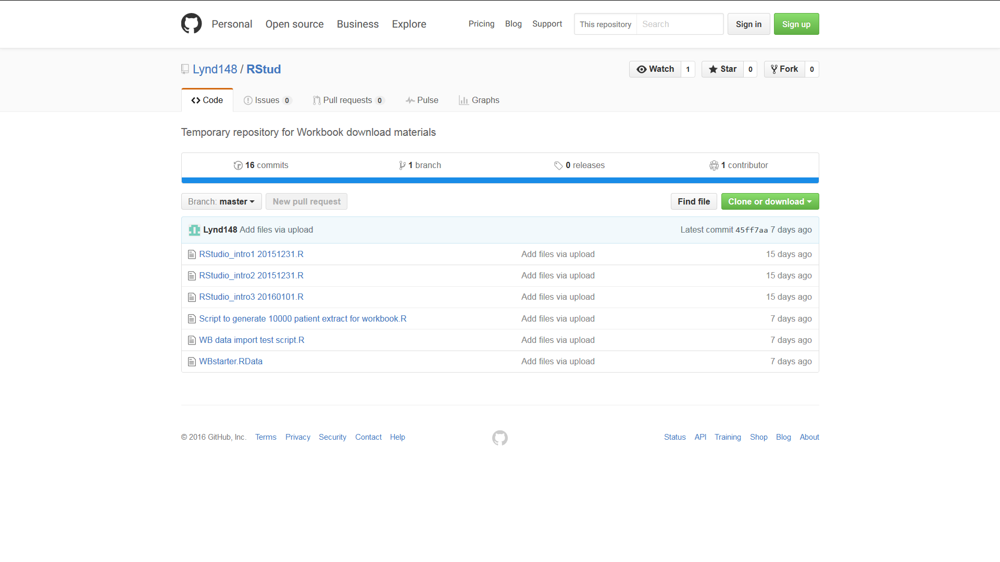 Personal Open source Business Explore Pricing Blog Support This repository Search Sign in Sign up
Lynd148 / RStud Watch 1 Star 0 Fork 0
Code Issues 0 Pull requests 0 Pulse Graphs
Temporary repository for Workbook download materials
16 commits 1 branch 0 releases 1 contributor
Branch: master New pull request Find file Clone or download
Lynd148 Add files via upload Latest commit 45ff7aa 7 days ago
RStudio_intro1 20151231.R Add files via upload 15 days ago
RStudio_intro2 20151231.R Add files via upload 15 days ago
RStudio_intro3 20160101.R Add files via upload 15 days ago
Script to generate 10000 patient extract for workbook.R Add files via upload 7 days ago
WB data import test script.R Add files via upload 7 days ago
WBstarter.RData Add files via upload 7 days ago
© 2016 GitHub, Inc. Terms Privacy Security Contact Help Status API Training Shop Blog About